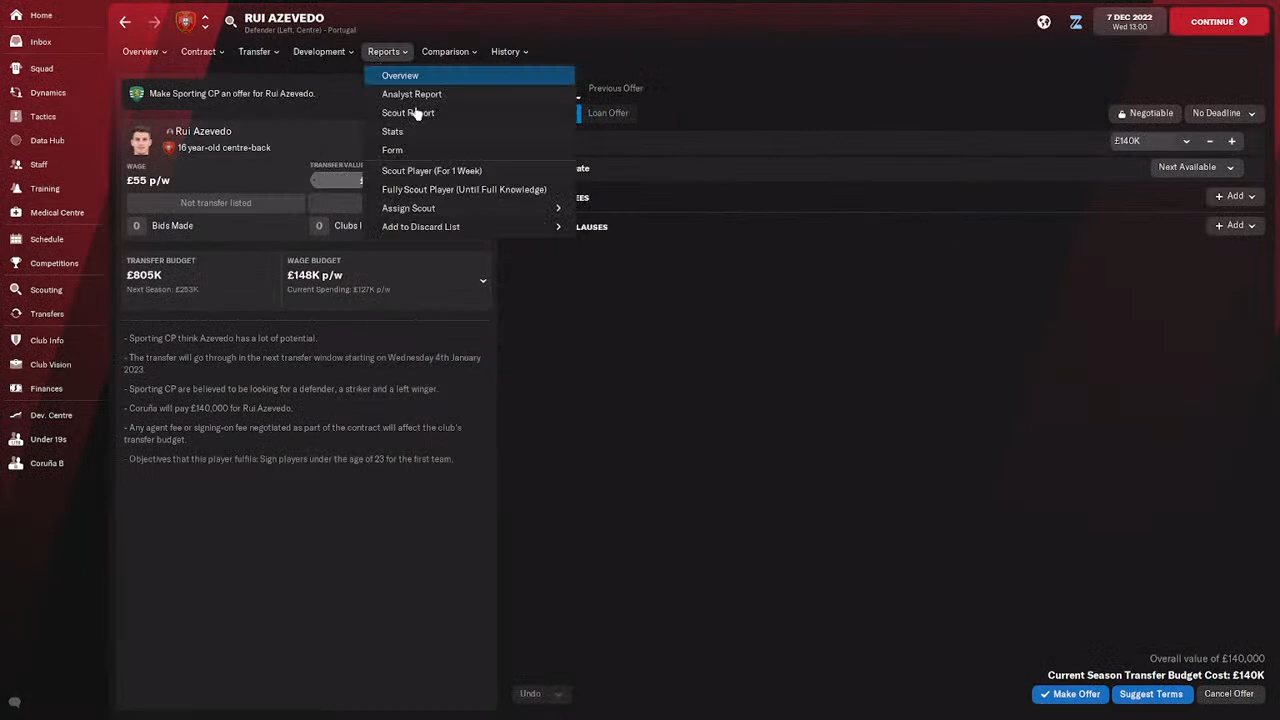 Home
Inbox
Squad
Dynamics
Tactics
Data Hub
Staff
Training
Medical Centre
Schedule
Competitions
Scouting
Transfers
Club Info
Club Vision
Finances
Dev. Centre
Under 19s
Coruña B
RUI AZEVEDO
Defender (Left, Centre) - Portugal
7 DEC 2022
Wed 13:00
CONTINUE
Overview
Contract
Transfer
Development
Reports
Comparison
History
Make Sporting CP an offer for Rui Azevedo.
Rui Azevedo
16 year-old centre-back
WAGE
£55 p/w
TRANSFER VALUE
Not transfer listed
0 Bids Made
0 Clubs
TRANSFER BUDGET
£805K
Next Season: £253K
WAGE BUDGET
£148K p/w
Current Spending: £127K p/w
- Sporting CP think Azevedo has a lot of potential.
- The transfer will go through in the next transfer window starting on Wednesday 4th January
2023.
- Sporting CP are believed to be looking for a defender, a striker and a left winger.
- Coruña will pay £140,000 for Rui Azevedo.
- Any agent fee or signing-on fee negotiated as part of the contract will affect the club's
transfer budget.
- Objectives that this player fulfils: Sign players under the age of 23 for the first team.
Overview
Analyst Report
Scout Report
Stats
Form
Scout Player (For 1 Week)
Fully Scout Player (Until Full Knowledge)
Assign Scout
Add to Discard List
Previous Offer
Loan Offer
Negotiable
No Deadline
£140K
Next Available
Add
LAUSES
Add
Undo
Overall value of £140,000
Current Season Transfer Budget Cost: £140K
Make Offer
Suggest Terms
Cancel Offer